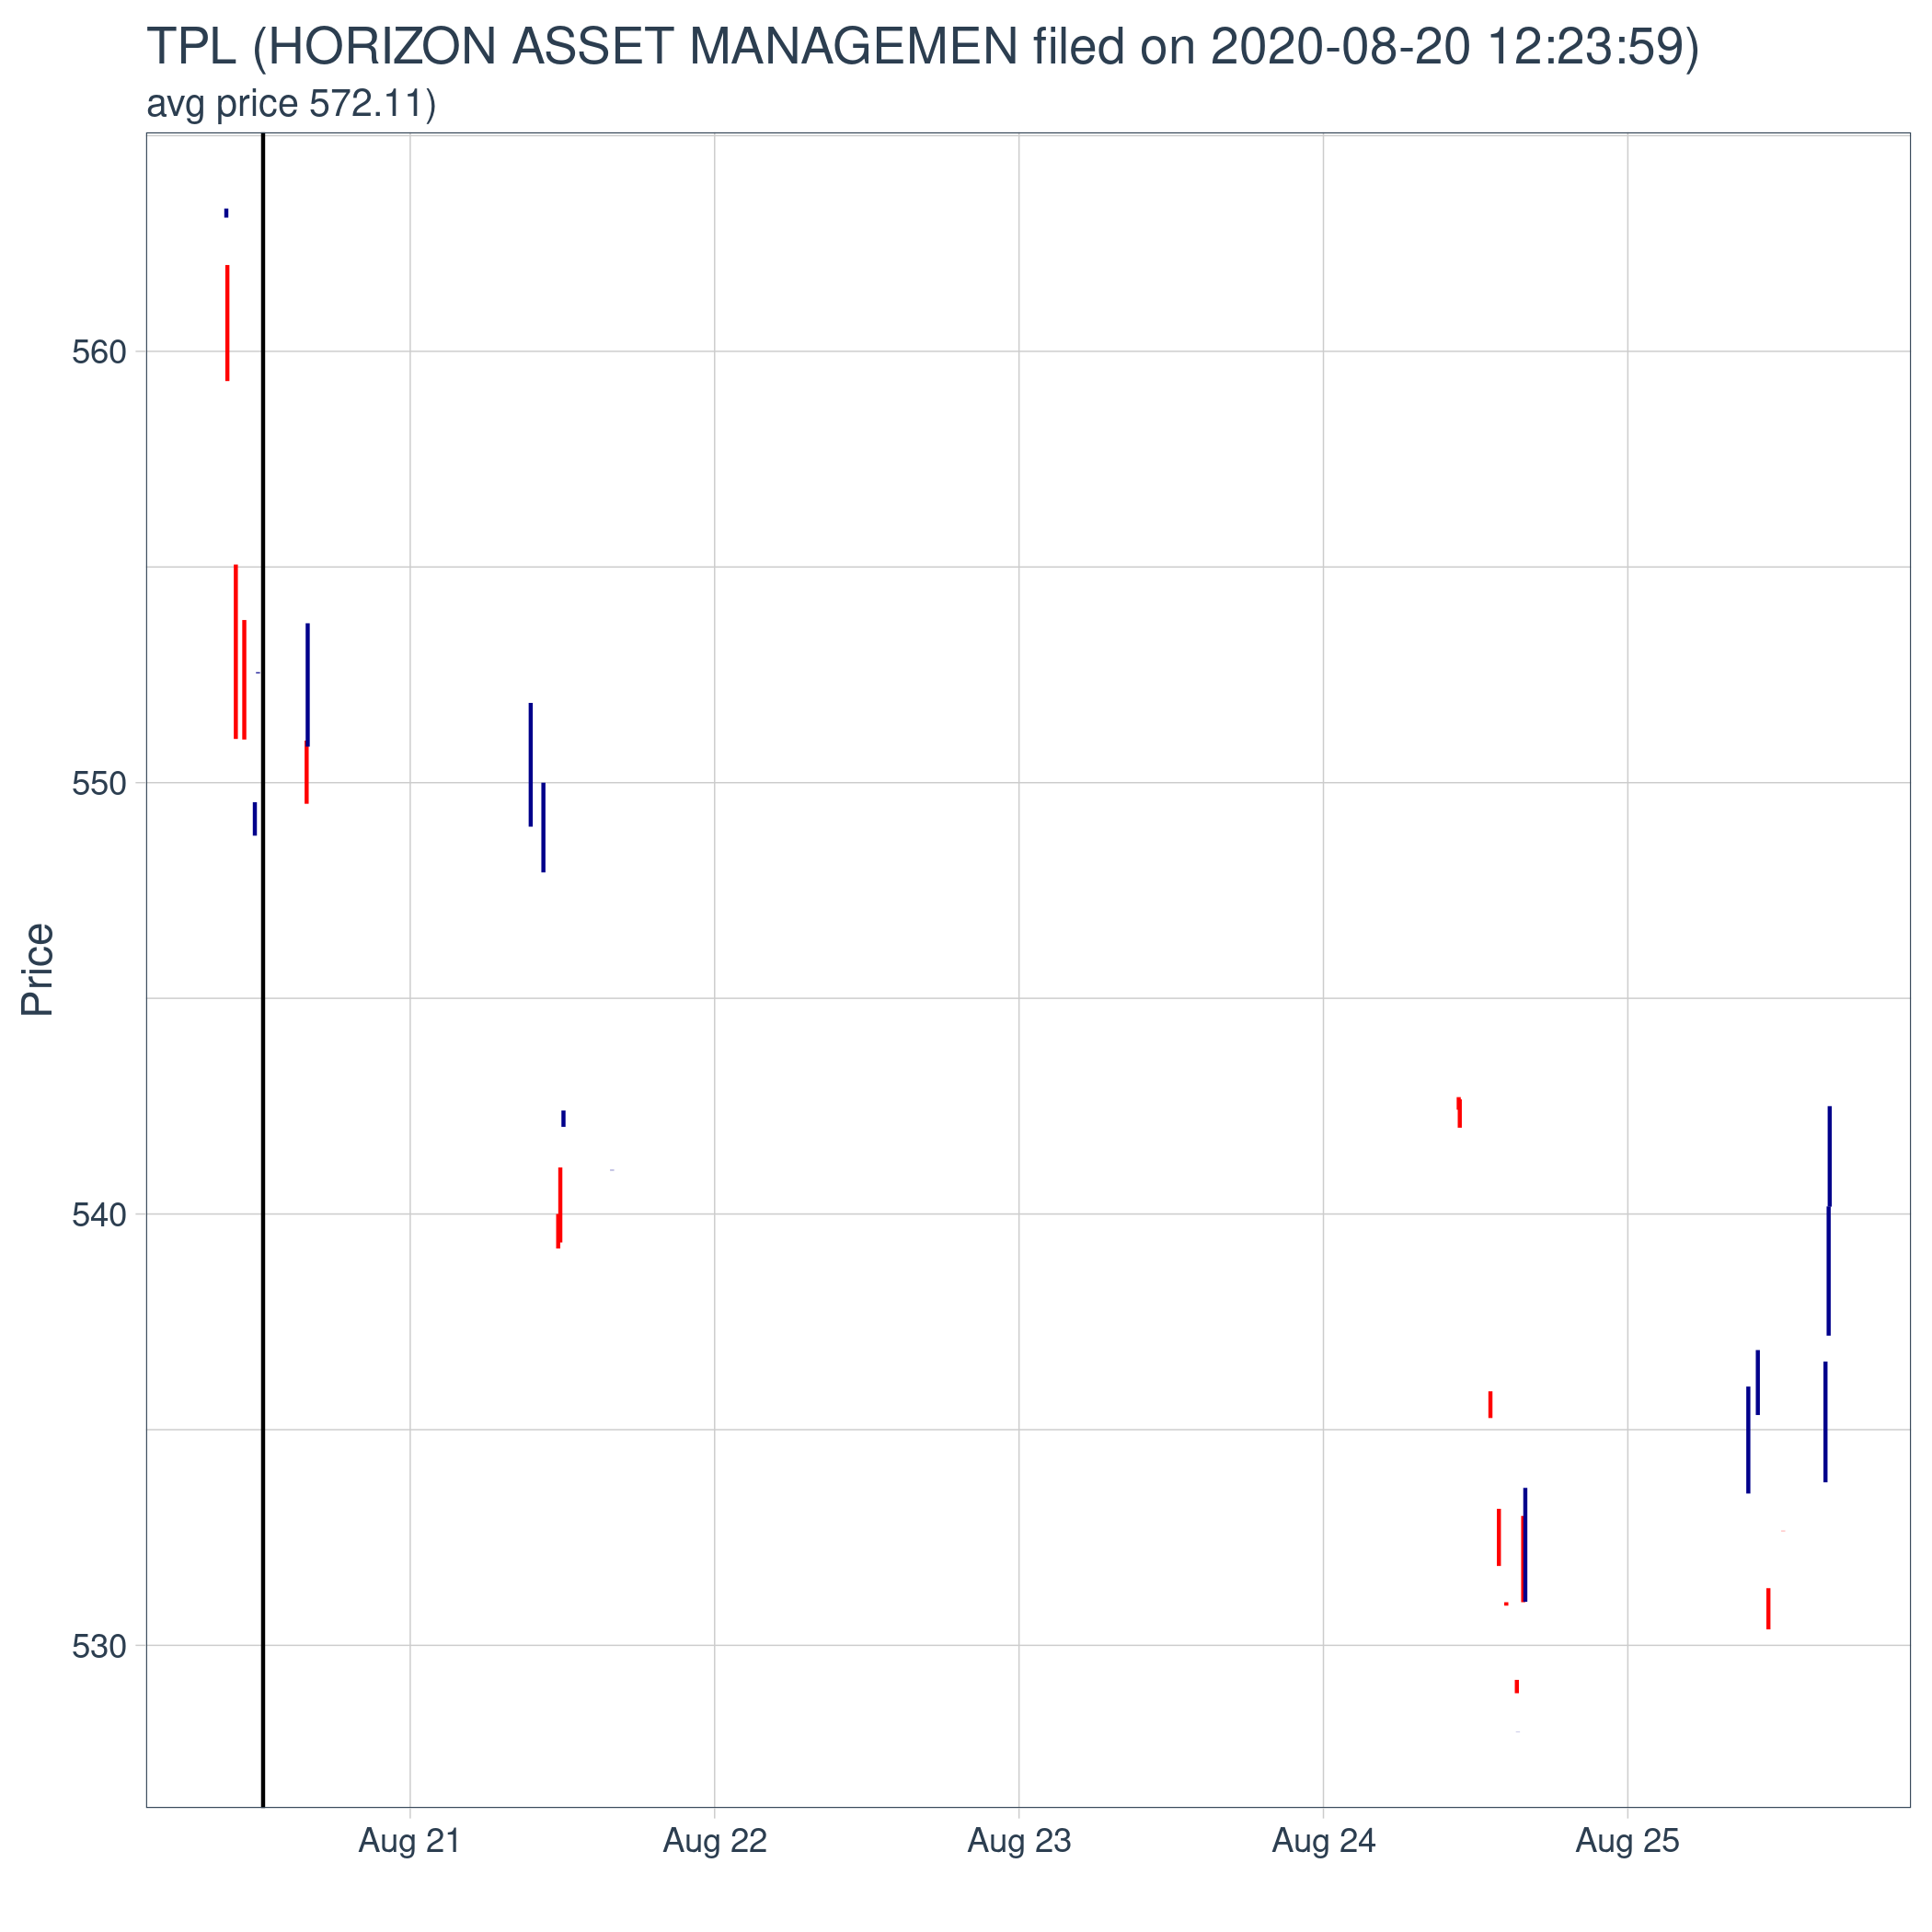 TPL (HORIZON ASSET MANAGEMEN filed on 2020-08-20 12:23:59)
avg price 572.11)
560
550
540
530
Price
Aug 21 Aug 22 Aug 23 Aug 24 Aug 25